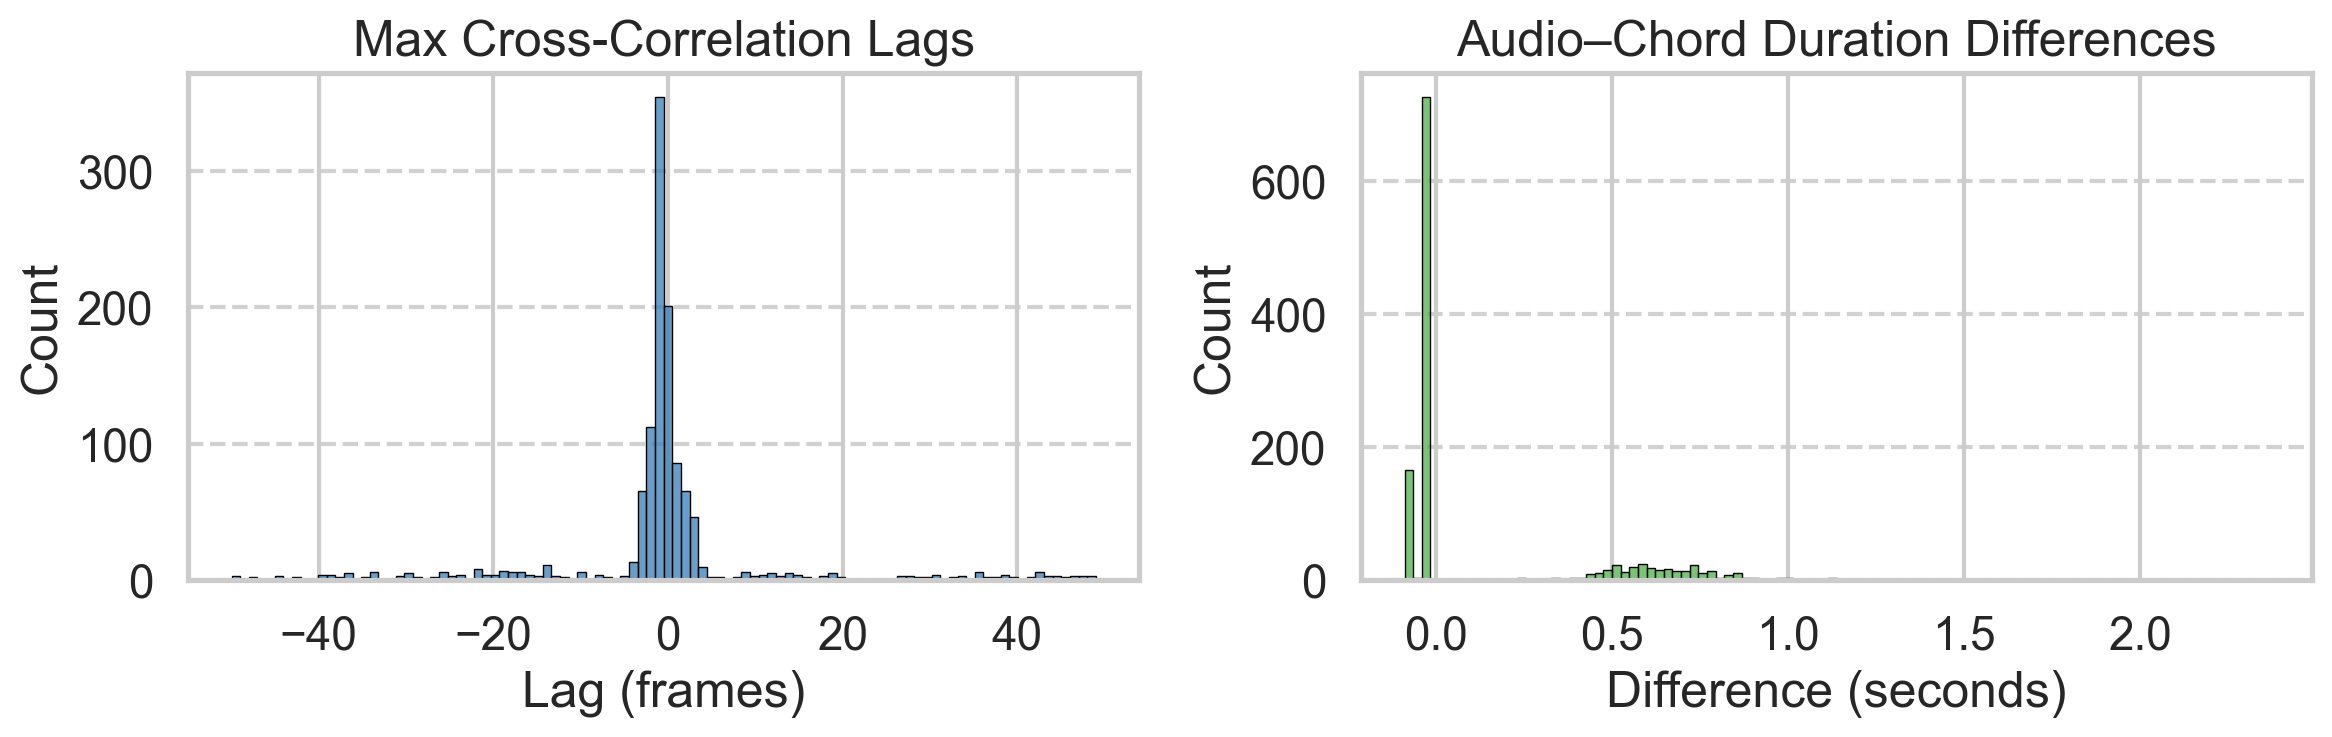 Max Cross-Correlation Lags
300
200
100
0
Count
−40 −20 0 20 40
Lag (frames)
Audio–Chord Duration Differences
600
400
200
0
Count
0.0 0.5 1.0 1.5 2.0
Difference (seconds)